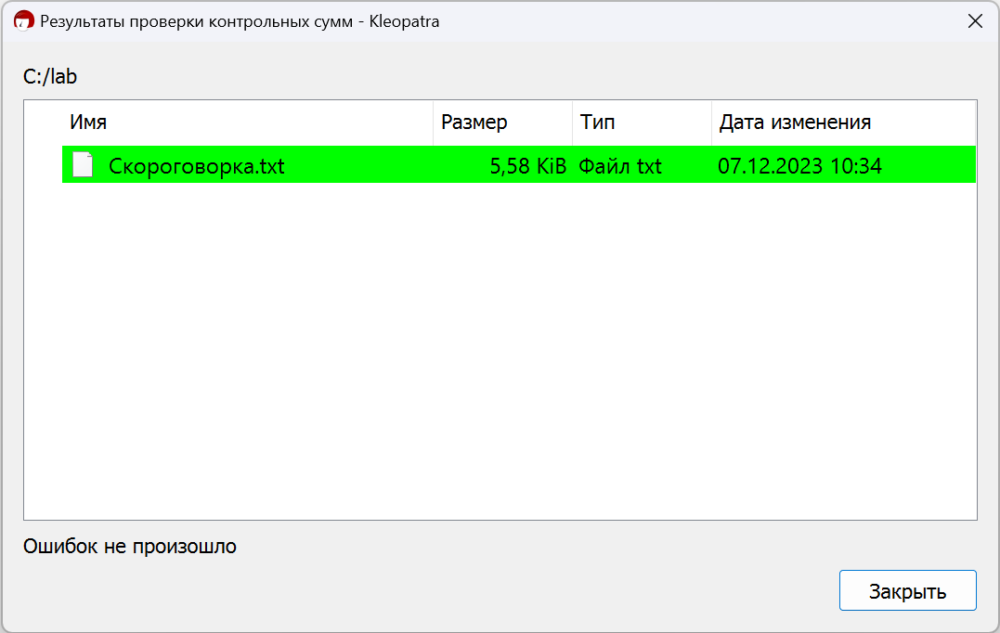 Результаты проверки контрольных сумм - Kleopatra
C:/lab
Имя Размер Тип Дата изменения
Скороговорка.txt 5,58 KiB Файл txt 07.12.2023 10:34
Ошибок не произошло
Закрыть